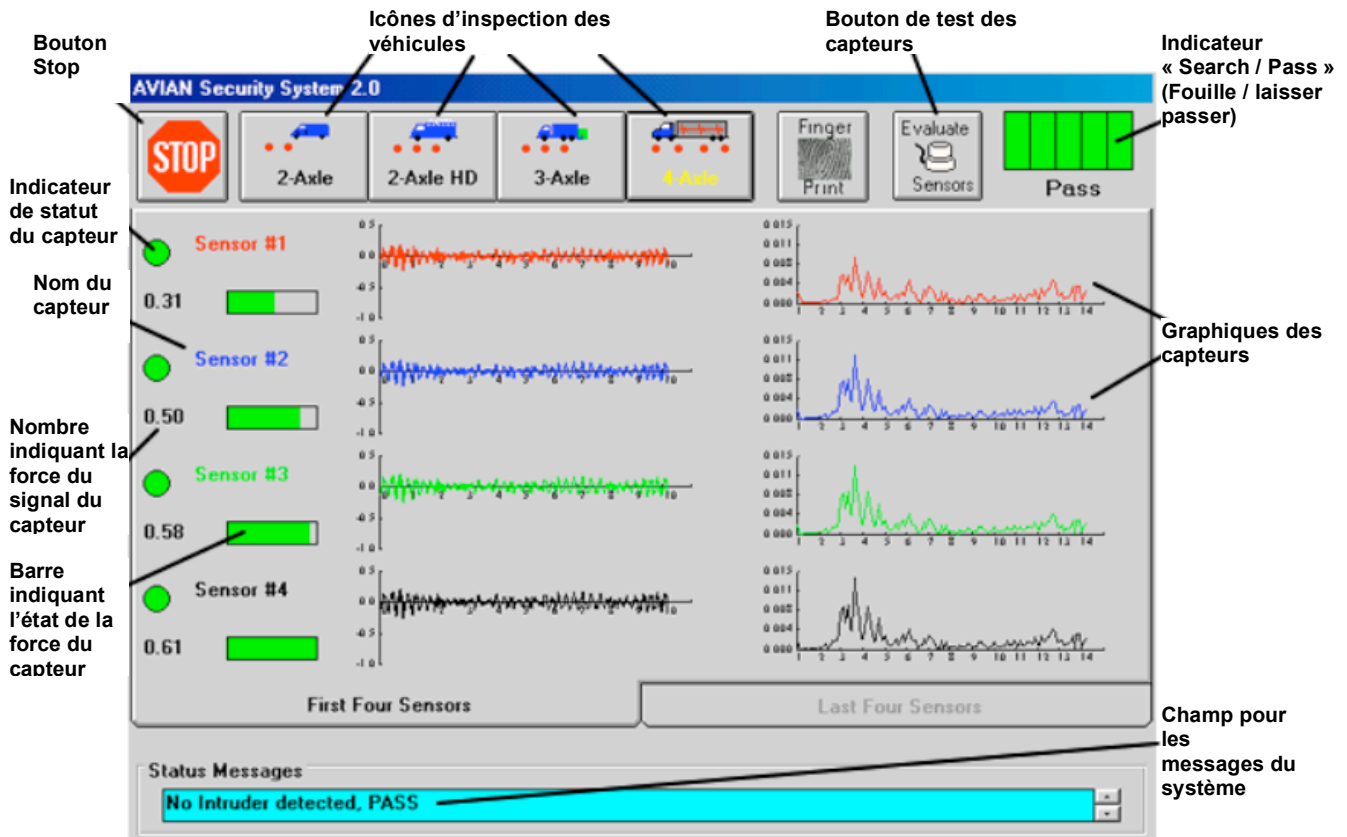 Bouton
Stop
Icônes d’inspection des
véhicules
Bouton de test des
capteurs
Indicateur
« Search / Pass »
(Fouille / laisser
passer)
AVIAN Security System 2.0
STOP
2-Axle
2-Axle HD
3-Axle
4-Axle
Finger
Print
Evaluate
Sensors
Pass
Indicateur
de statut
du capteur
Nom du
capteur
Nombre
indiquant la
force du
signal du
capteur
Barre
indiquant
l’état de la
force du
capteur
Sensor #1
0.31
Sensor #2
0.50
Sensor #3
0.58
Sensor #4
0.61
Graphiques des
capteurs
First Four Sensors
Last Four Sensors
Champ pour
les
messages du
système
Status Messages
No Intruder detected, PASS